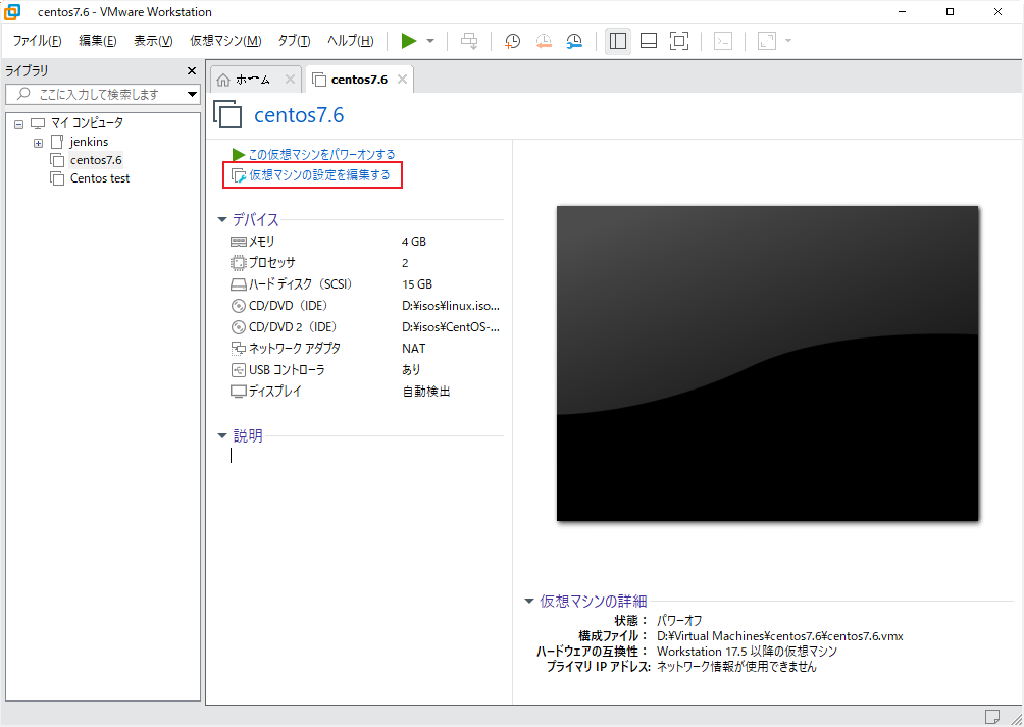 centos7.6 - VMware Workstation
ファイル(F) 編集(E) 表示(V) 仮想マシン(M) タブ(T) ヘルプ(H)
ライブラリ
ここに入力して検索します
マイ コンピュータ
jenkins
centos7.6
Centos test
ホーム
centos7.6
centos7.6
この仮想マシンをパワーオンする
仮想マシンの設定を編集する
デバイス
メモリ 4 GB
プロセッサ 2
ハード ディスク（SCSI） 15 GB
CD/DVD（IDE） D:¥isos¥linux.iso...
CD/DVD 2（IDE） D:¥isos¥CentOS-...
ネットワーク アダプタ NAT
USB コントローラ あり
ディスプレイ 自動検出
説明
仮想マシンの詳細
状態： パワーオフ
構成ファイル： D:¥Virtual Machines¥centos7.6¥centos7.6.vmx
ハードウェアの互換性： Workstation 17.5 以降の仮想マシン
プライマリ IP アドレス: ネットワーク情報が使用できません